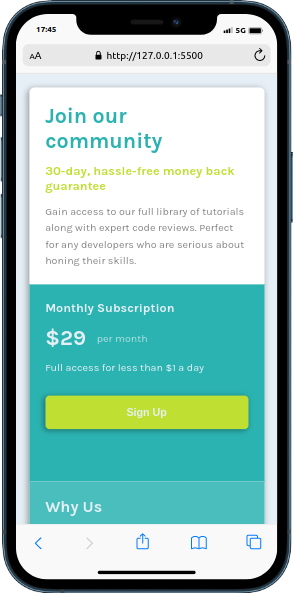 17:45
5G
AA
http://127.0.0.1:5500
Join our
community
30-day, hassle-free money back
guarantee
Gain access to our full library of tutorials
along with expert code reviews. Perfect
for any developers who are serious about
honing their skills.
Monthly Subscription
$29 per month
Full access for less than $1 a day
Sign Up
Why Us